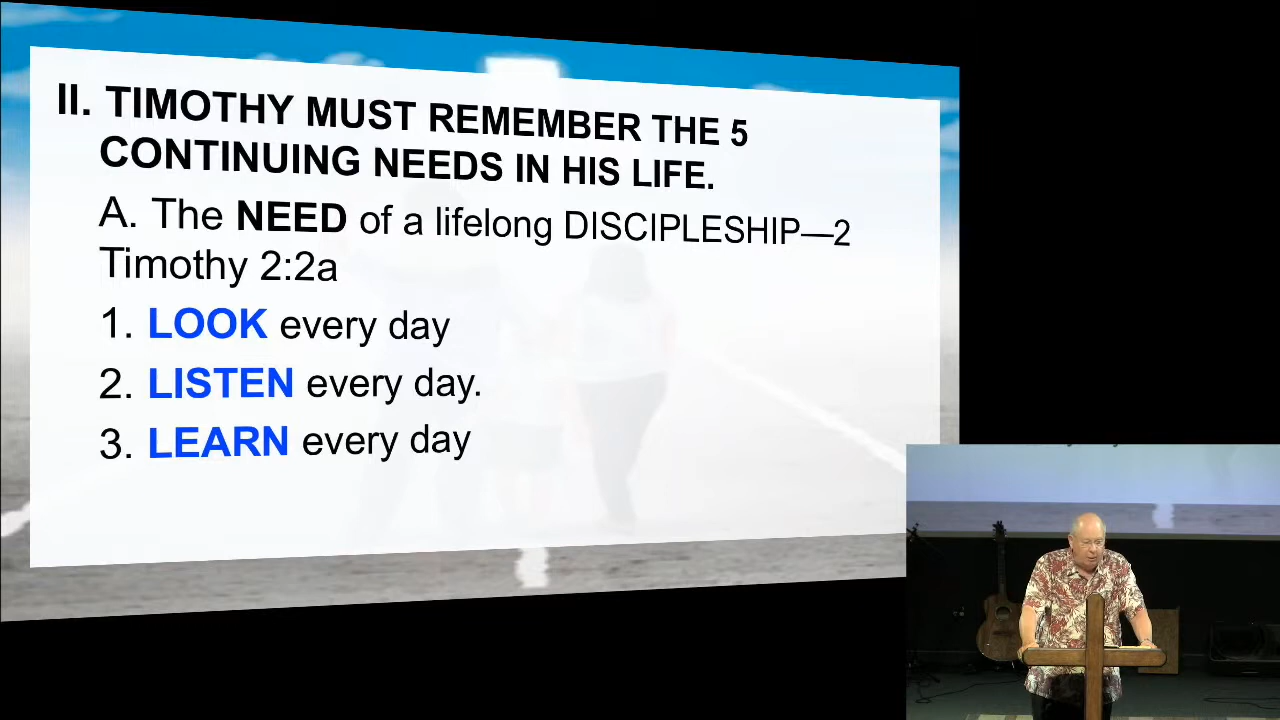 II. TIMOTHY MUST REMEMBER THE 5
CONTINUING NEEDS IN HIS LIFE.
A. The NEED of a lifelong DISCIPLESHIP—2
Timothy 2:2a
1. LOOK every day
2. LISTEN every day.
3. LEARN every day